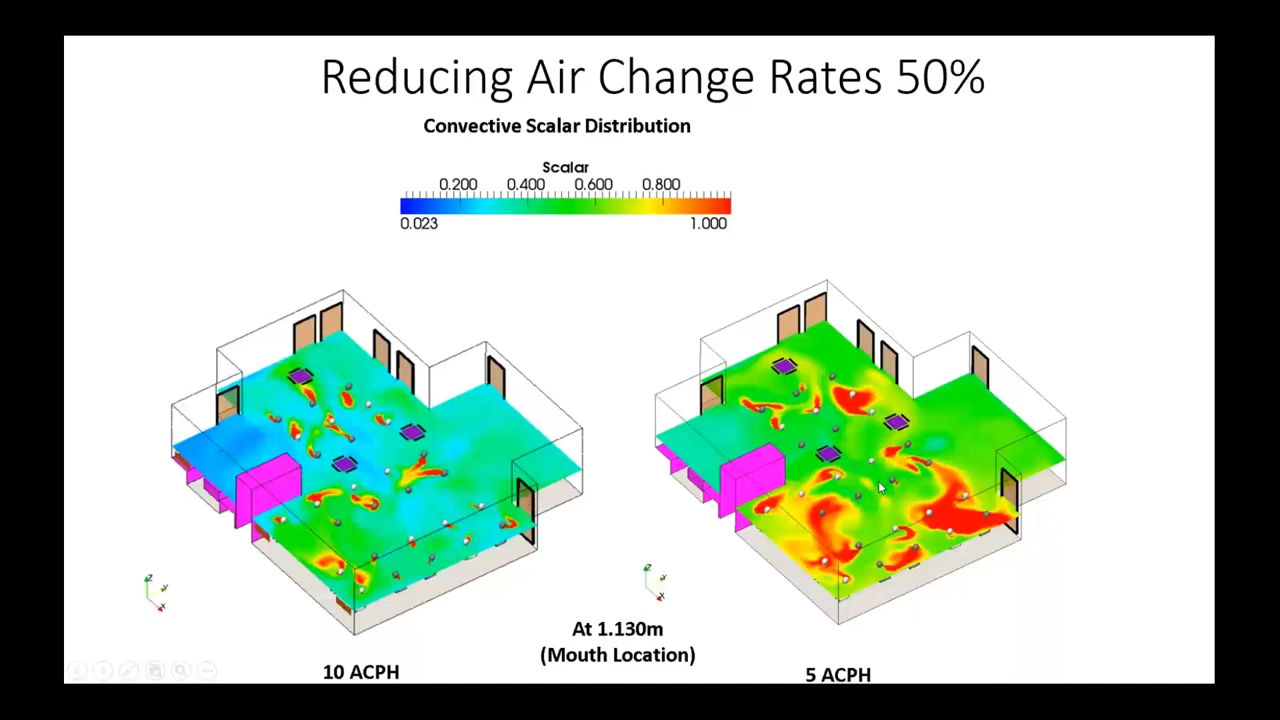 Reducing Air Change Rates 50%
Convective Scalar Distribution
Scalar
0.200 0.400 0.600 0.800
0.023 1.000
Z
Y
X
Z
Y
X
At 1.130m
(Mouth Location)
10 ACPH
5 ACPH